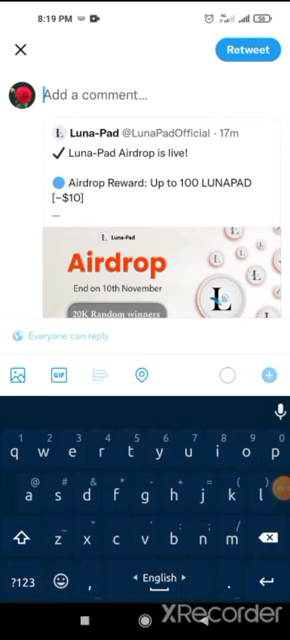 8:19 PM
Retweet
Add a comment...
Luna-Pad @LunaPadOfficial · 17m
✔ Luna-Pad Airdrop is live!
🔵 Airdrop Reward: Up to 100 LUNAPAD
[~$10]
...
Luna-Pad
Airdrop
End on 10th November
20K Random winners
Everyone can reply
GIF
1 2 3 4 5 6 7 8 9 0
q w e r t y u i o p
@ # & * - + = ( )
a s d f g h j k l
_ " ' : ; /
z x c v b n m
?123 , English .
XRecorder